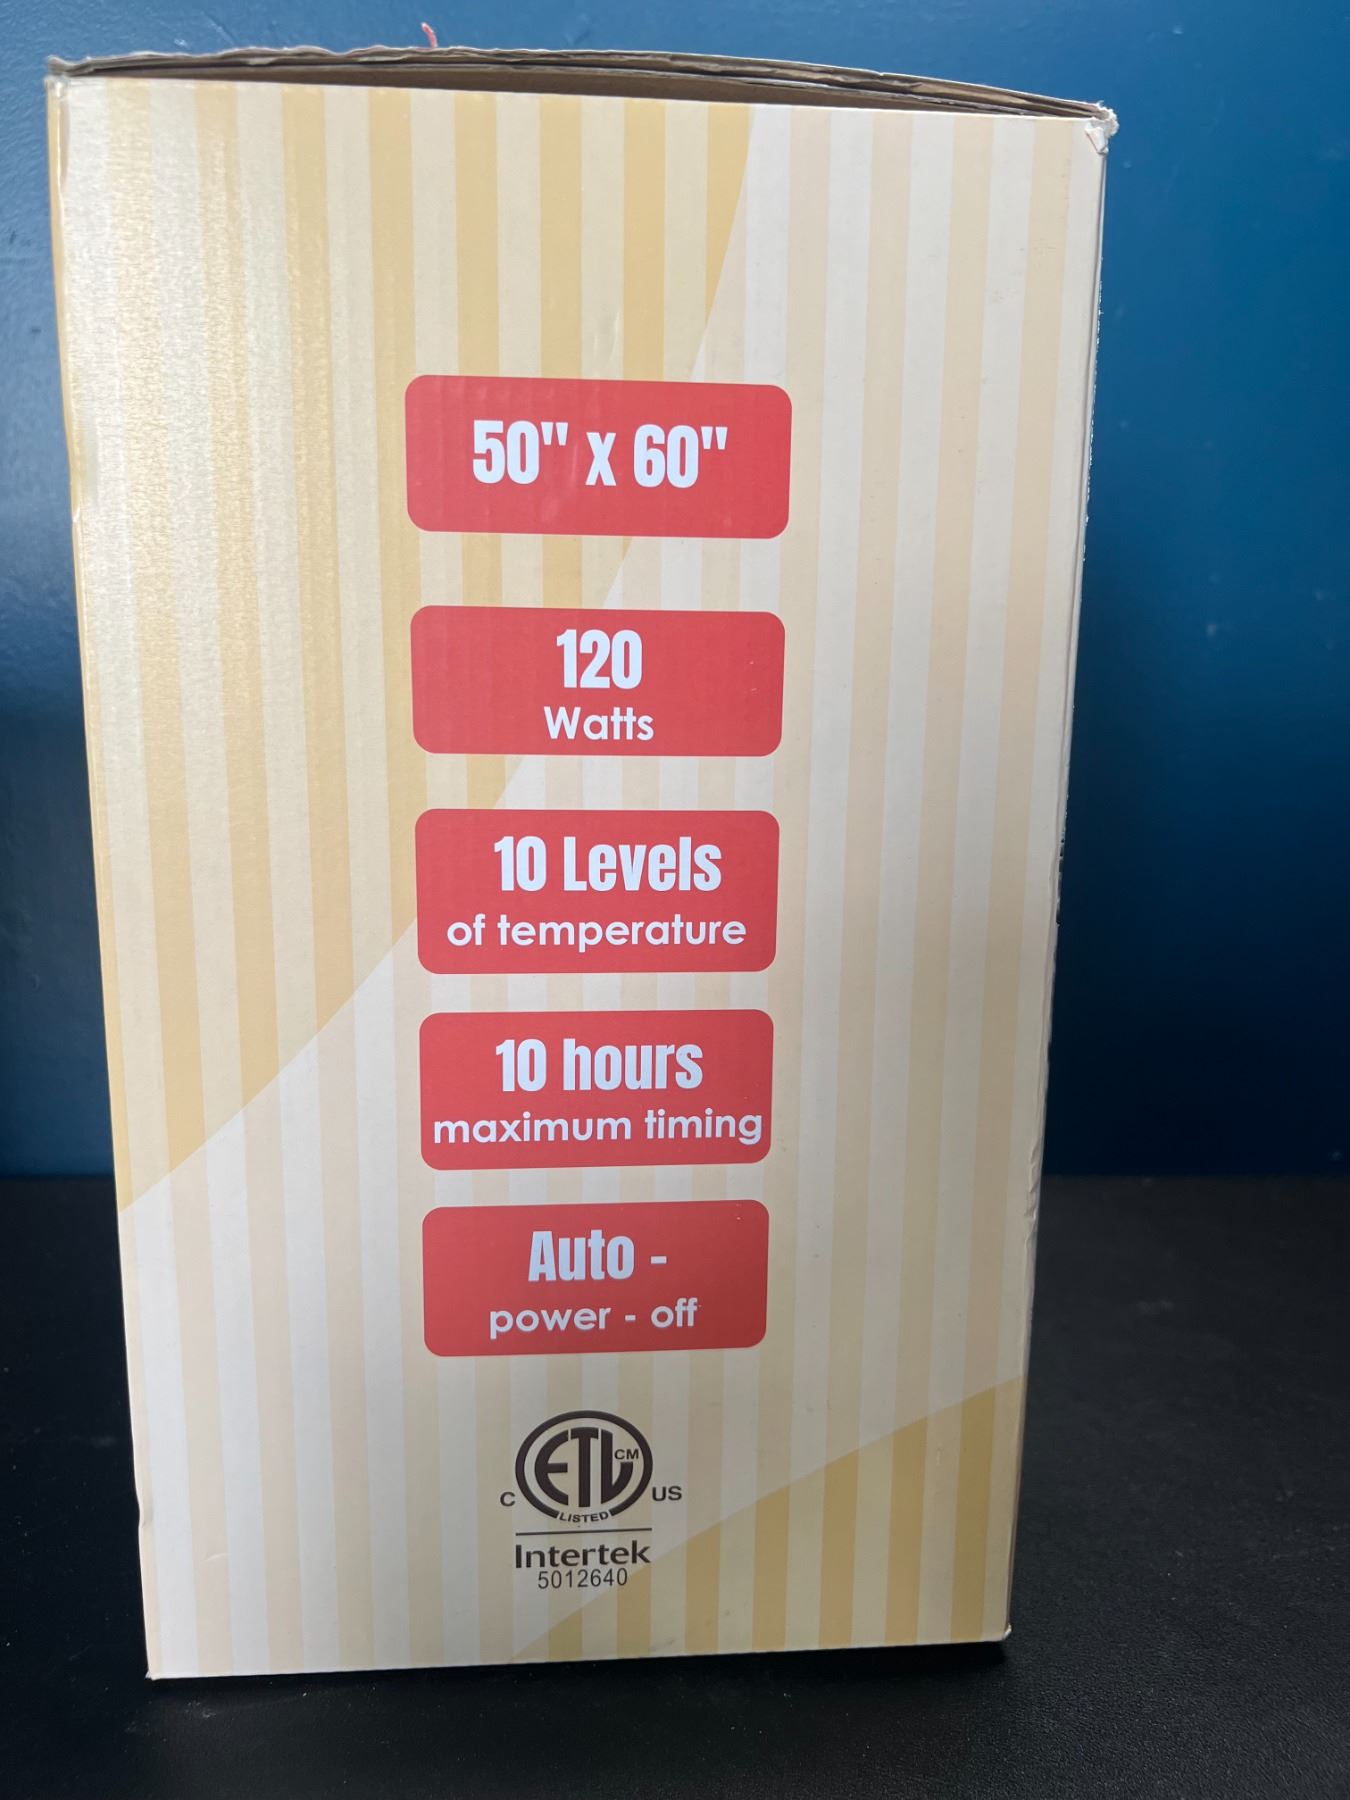 50" x 60"
120
Watts
10 Levels
of temperature
10 hours
maximum timing
Auto -
power - off
ETL CM
C US
LISTED
Intertek
5012640